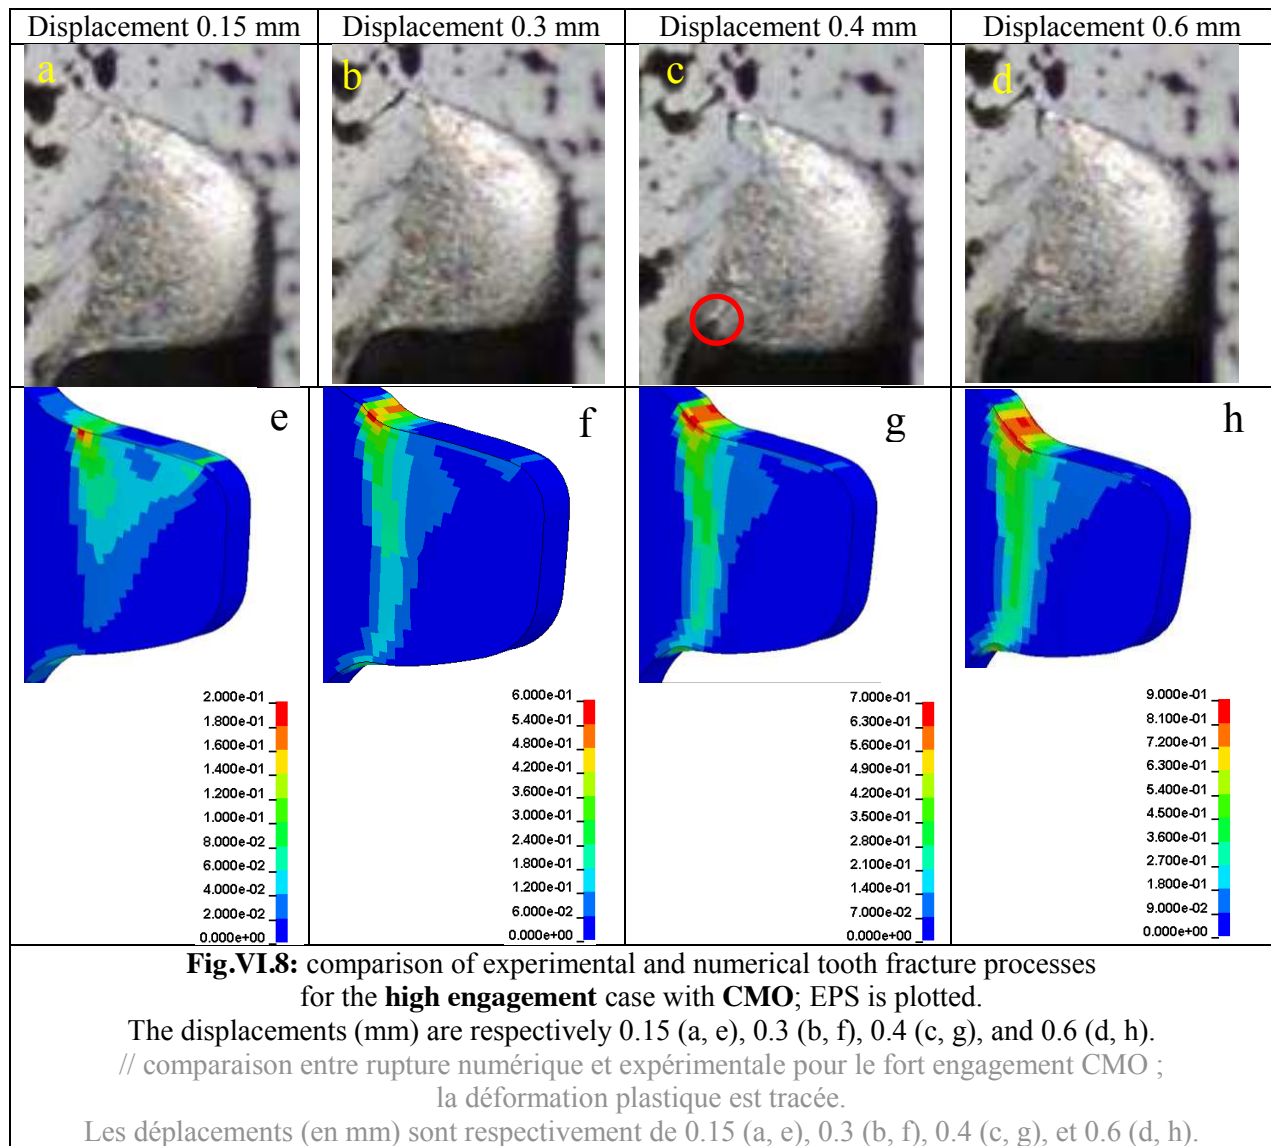 Displacement 0.15 mm
Displacement 0.3 mm
Displacement 0.4 mm
Displacement 0.6 mm
a
b
c
d
e
f
g
h
2.000e-01
1.800e-01
1.600e-01
1.400e-01
1.200e-01
1.000e-01
8.000e-02
6.000e-02
4.000e-02
2.000e-02
0.000e+00
6.000e-01
5.400e-01
4.800e-01
4.200e-01
3.600e-01
3.000e-01
2.400e-01
1.800e-01
1.200e-01
6.000e-02
0.000e+00
7.000e-01
6.300e-01
5.600e-01
4.900e-01
4.200e-01
3.500e-01
2.800e-01
2.100e-01
1.400e-01
7.000e-02
0.000e+00
9.000e-01
8.100e-01
7.200e-01
6.300e-01
5.400e-01
4.500e-01
3.600e-01
2.700e-01
1.800e-01
9.000e-02
0.000e+00
Fig.VI.8: comparison of experimental and numerical tooth fracture processes
for the high engagement case with CMO; EPS is plotted.
The displacements (mm) are respectively 0.15 (a, e), 0.3 (b, f), 0.4 (c, g), and 0.6 (d, h).
// comparaison entre rupture numérique et expérimentale pour le fort engagement CMO ;
la déformation plastique est tracée.
Les déplacements (en mm) sont respectivement de 0.15 (a, e), 0.3 (b, f), 0.4 (c, g), et 0.6 (d, h).